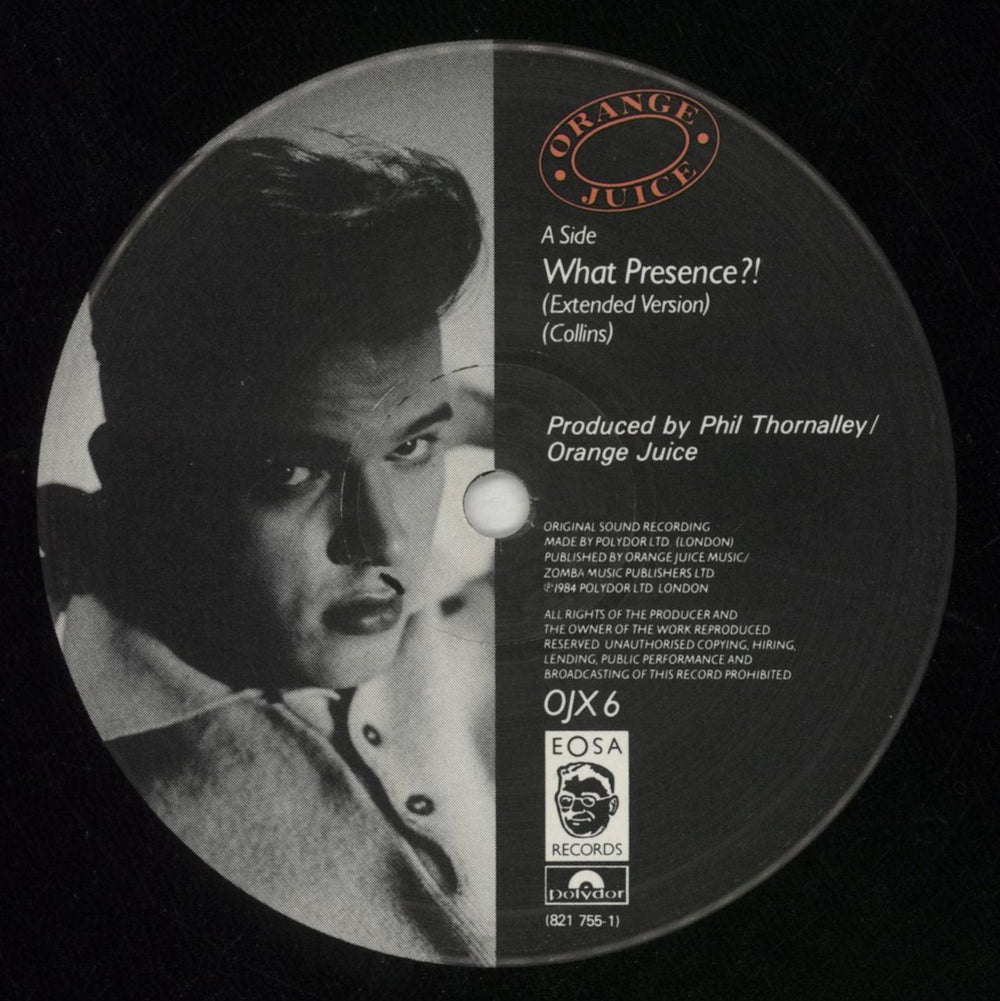 ORANGE
JUICE
A Side
What Presence?!
(Extended Version)
(Collins)
Produced by Phil Thornalley/
Orange Juice
ORIGINAL SOUND RECORDING
MADE BY POLYDOR LTD. (LONDON)
PUBLISHED BY ORANGE JUICE MUSIC/
ZOMBA MUSIC PUBLISHERS LTD
℗1984 POLYDOR LTD. LONDON
ALL RIGHTS OF THE PRODUCER AND
THE OWNER OF THE WORK REPRODUCED
RESERVED UNAUTHORISED COPYING, HIRING,
LENDING, PUBLIC PERFORMANCE AND
BROADCASTING OF THIS RECORD PROHIBITED
OJX 6
EOSA
RECORDS
polydor
(821 755-1)